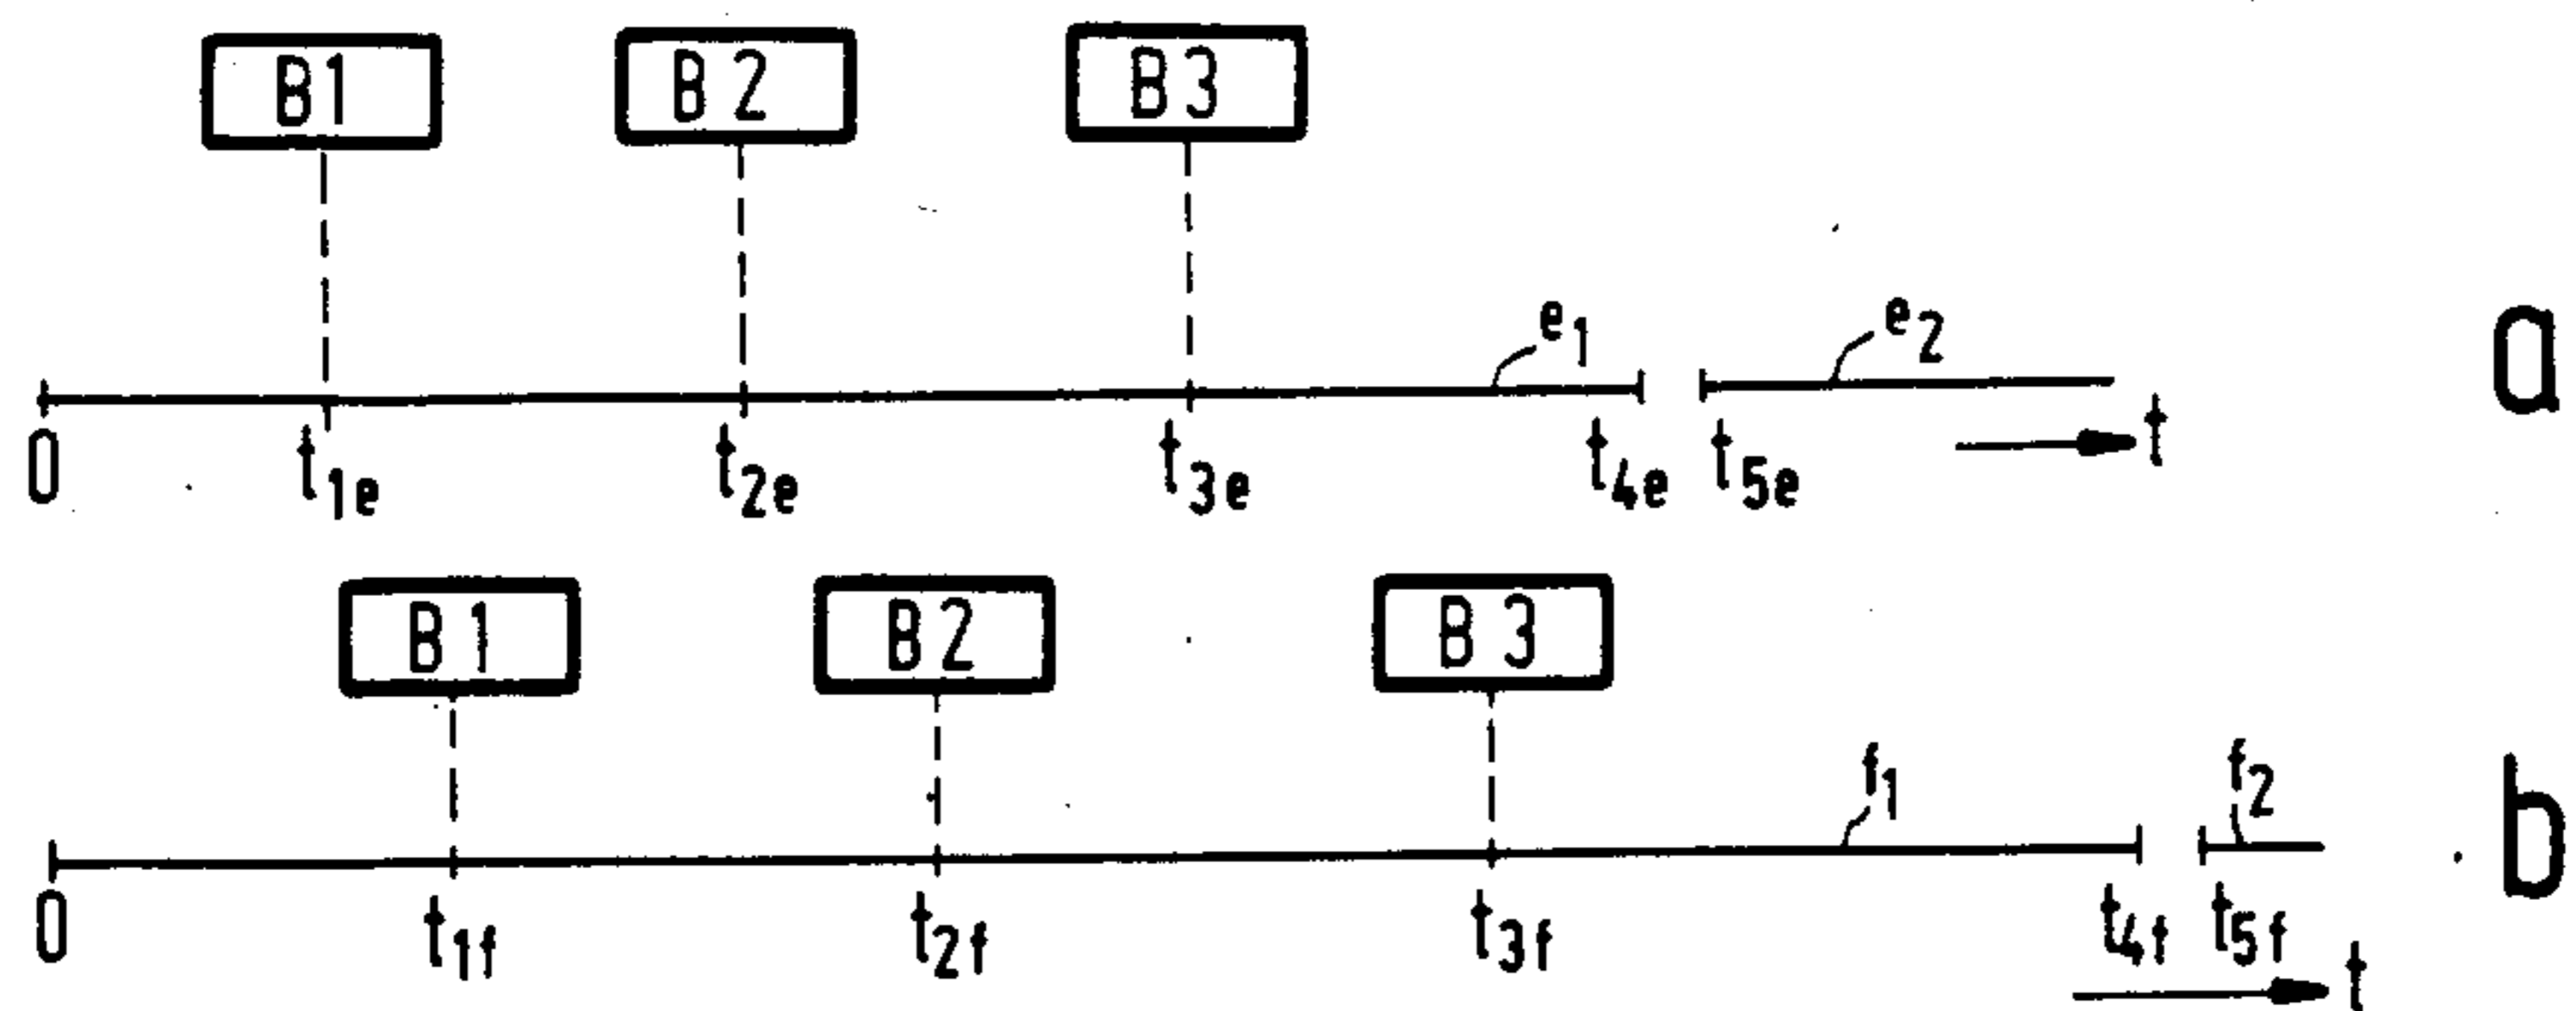 B1 B2 B3
e1 e2
a
0 t1e t2e t3e t4e t5e t
B1 B2 B3
f1 f2
b
0 t1f t2f t3f t4f t5f
t